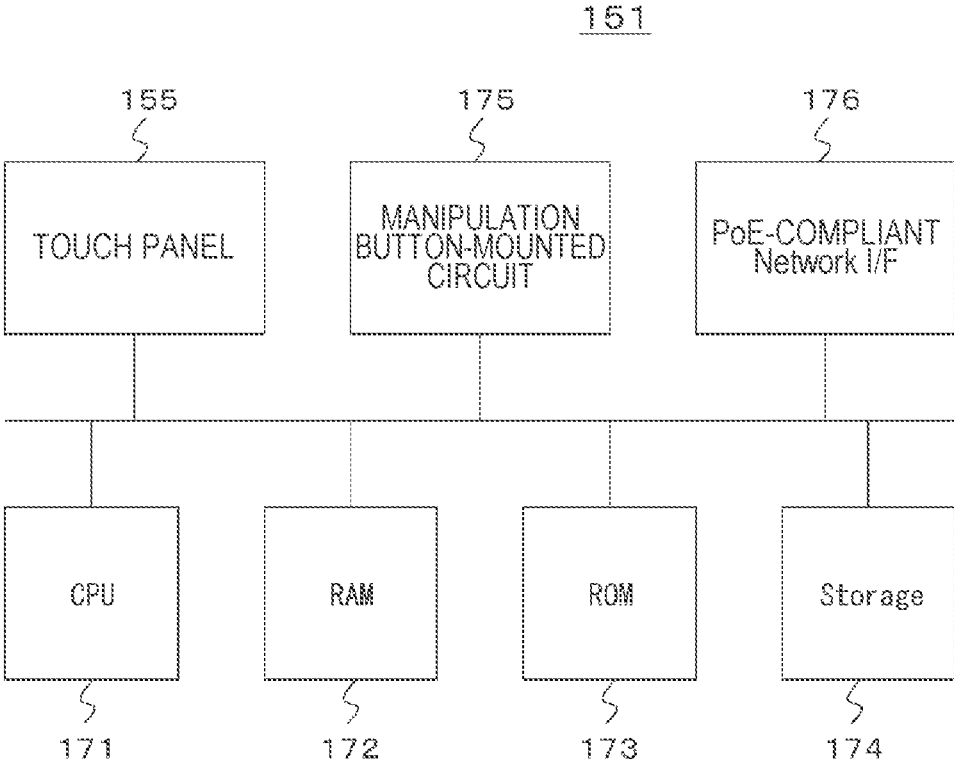 151
155
175
176
TOUCH PANEL
MANIPULATION
BUTTON-MOUNTED
CIRCUIT
PoE-COMPLIANT
Network I/F
CPU
RAM
ROM
Storage
171
172
173
174